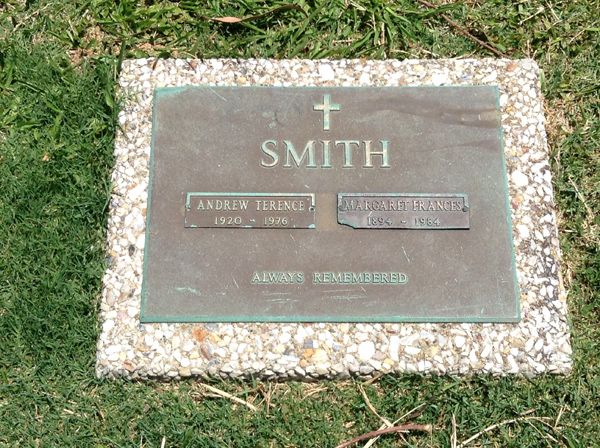 SMITH
ANDREW TERENCE
1920 - 1976
MARGARET FRANCES
1894 - 1984
ALWAYS REMEMBERED